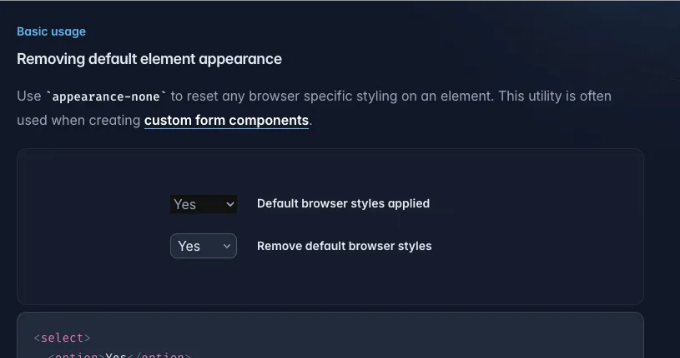 Basic usage
Removing default element appearance
Use `appearance-none` to reset any browser specific styling on an element. This utility is often
used when creating custom form components.
Yes
Default browser styles applied
Yes
Remove default browser styles
<select>
<option>Yes</option>